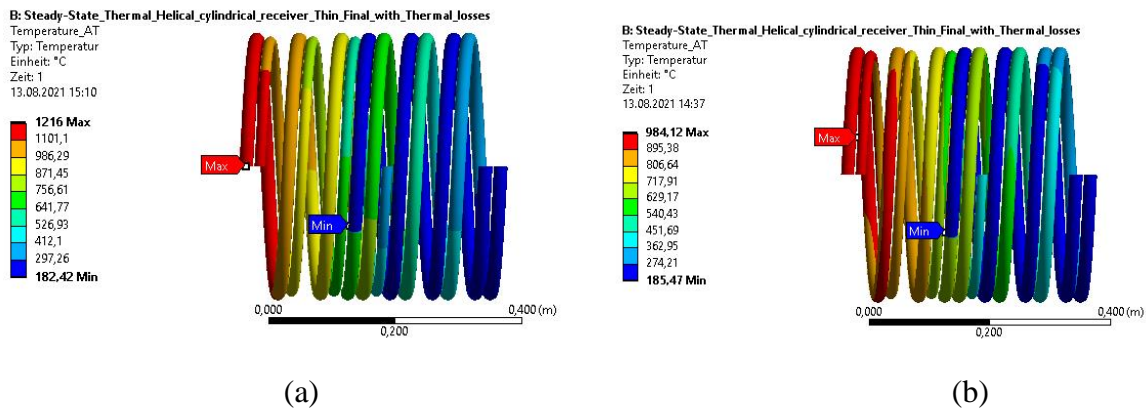 B: Steady-State_Thermal_Helical_cylindrical_receiver_Thin_Final_with_Thermal_losses
Temperature_AT
Typ: Temperatur
Einheit: °C
Zeit: 1
13.08.2021 15:10
1216 Max
1101,1
986,29
871,45
756,61
641,77
526,93
412,1
297,26
182,42 Min
Max
Min
0,000
0,400 (m)
0,200
(a)
B: Steady-State_Thermal_Helical_cylindrical_receiver_Thin_Final_with_Thermal_losses
Temperature_AT
Typ: Temperatur
Einheit: °C
Zeit: 1
13.08.2021 14:37
984,12 Max
895,38
806,64
717,91
629,17
540,43
451,69
362,95
274,21
185,47 Min
Max
Min
0,000
0,400 (m)
0,200
(b)